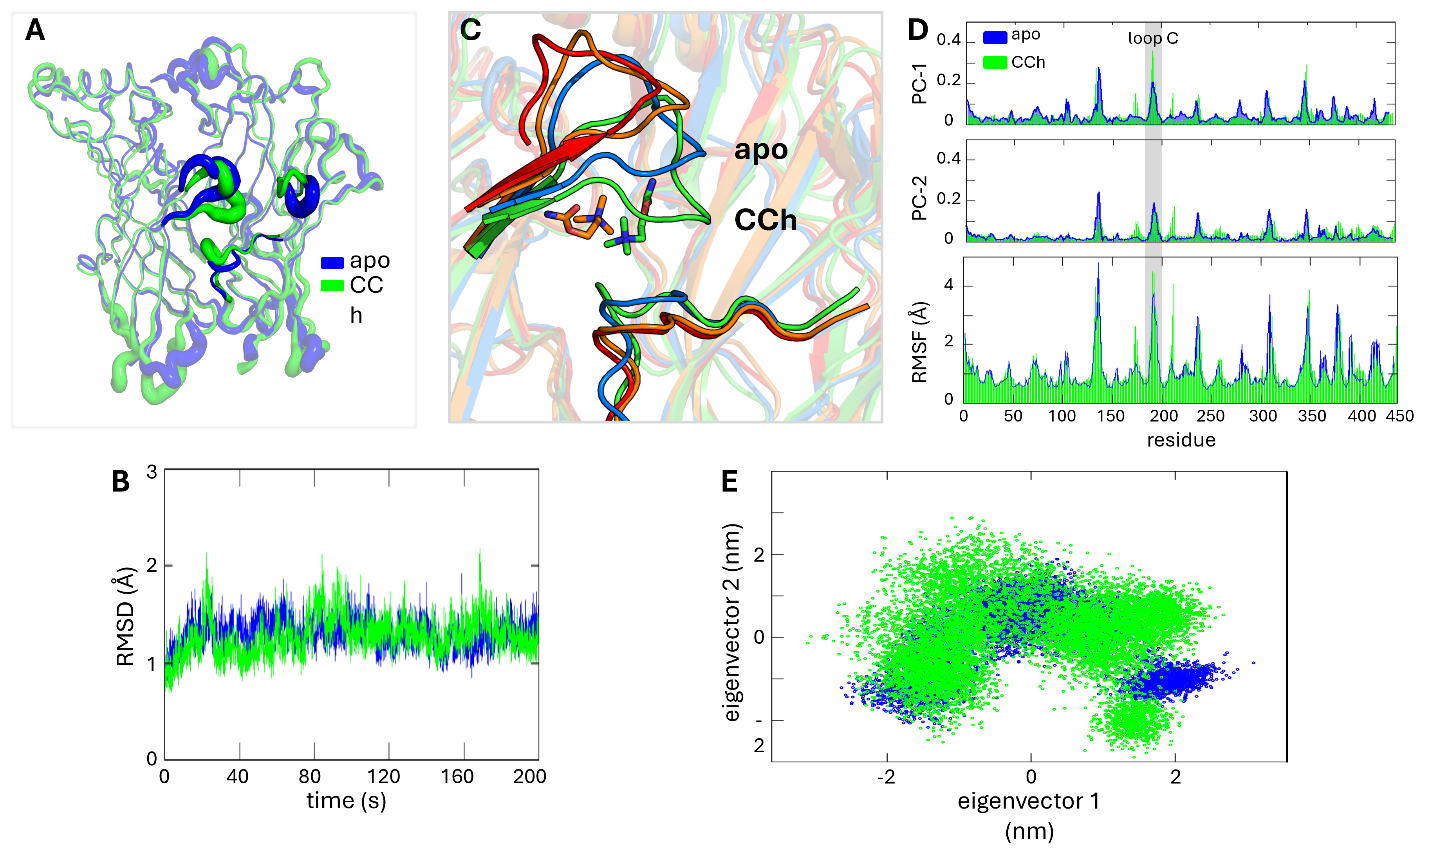 A
apo
CC
h
C
apo
CCh
D
apo
CCh
loop C
PC-1
0.4
0.2
0
PC-2
0.4
0.2
0
RMSF (Å)
4
2
0
0 50 100 150 200 250 300 350 400 450
residue
B
RMSD (Å)
3
2
1
0
0 40 80 120 160 200
time (s)
E
eigenvector 2 (nm)
2
0
-
2
-2 0 2
eigenvector 1
(nm)